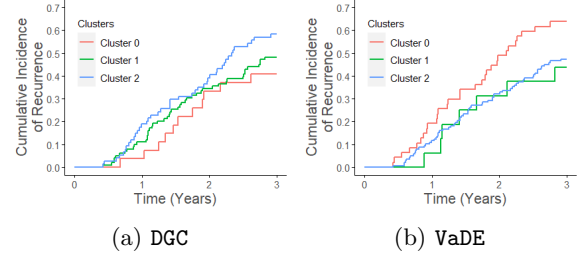 Clusters
Cluster 0
Cluster 1
Cluster 2
Cumulative Incidence
of Recurrence
0.7
0.6
0.5
0.4
0.3
0.2
0.1
0.0
0 1 2 3
Time (Years)
(a) DGC
Clusters
Cluster 0
Cluster 1
Cluster 2
Cumulative Incidence
of Recurrence
0.7
0.6
0.5
0.4
0.3
0.2
0.1
0.0
0 1 2 3
Time (Years)
(b) VaDE